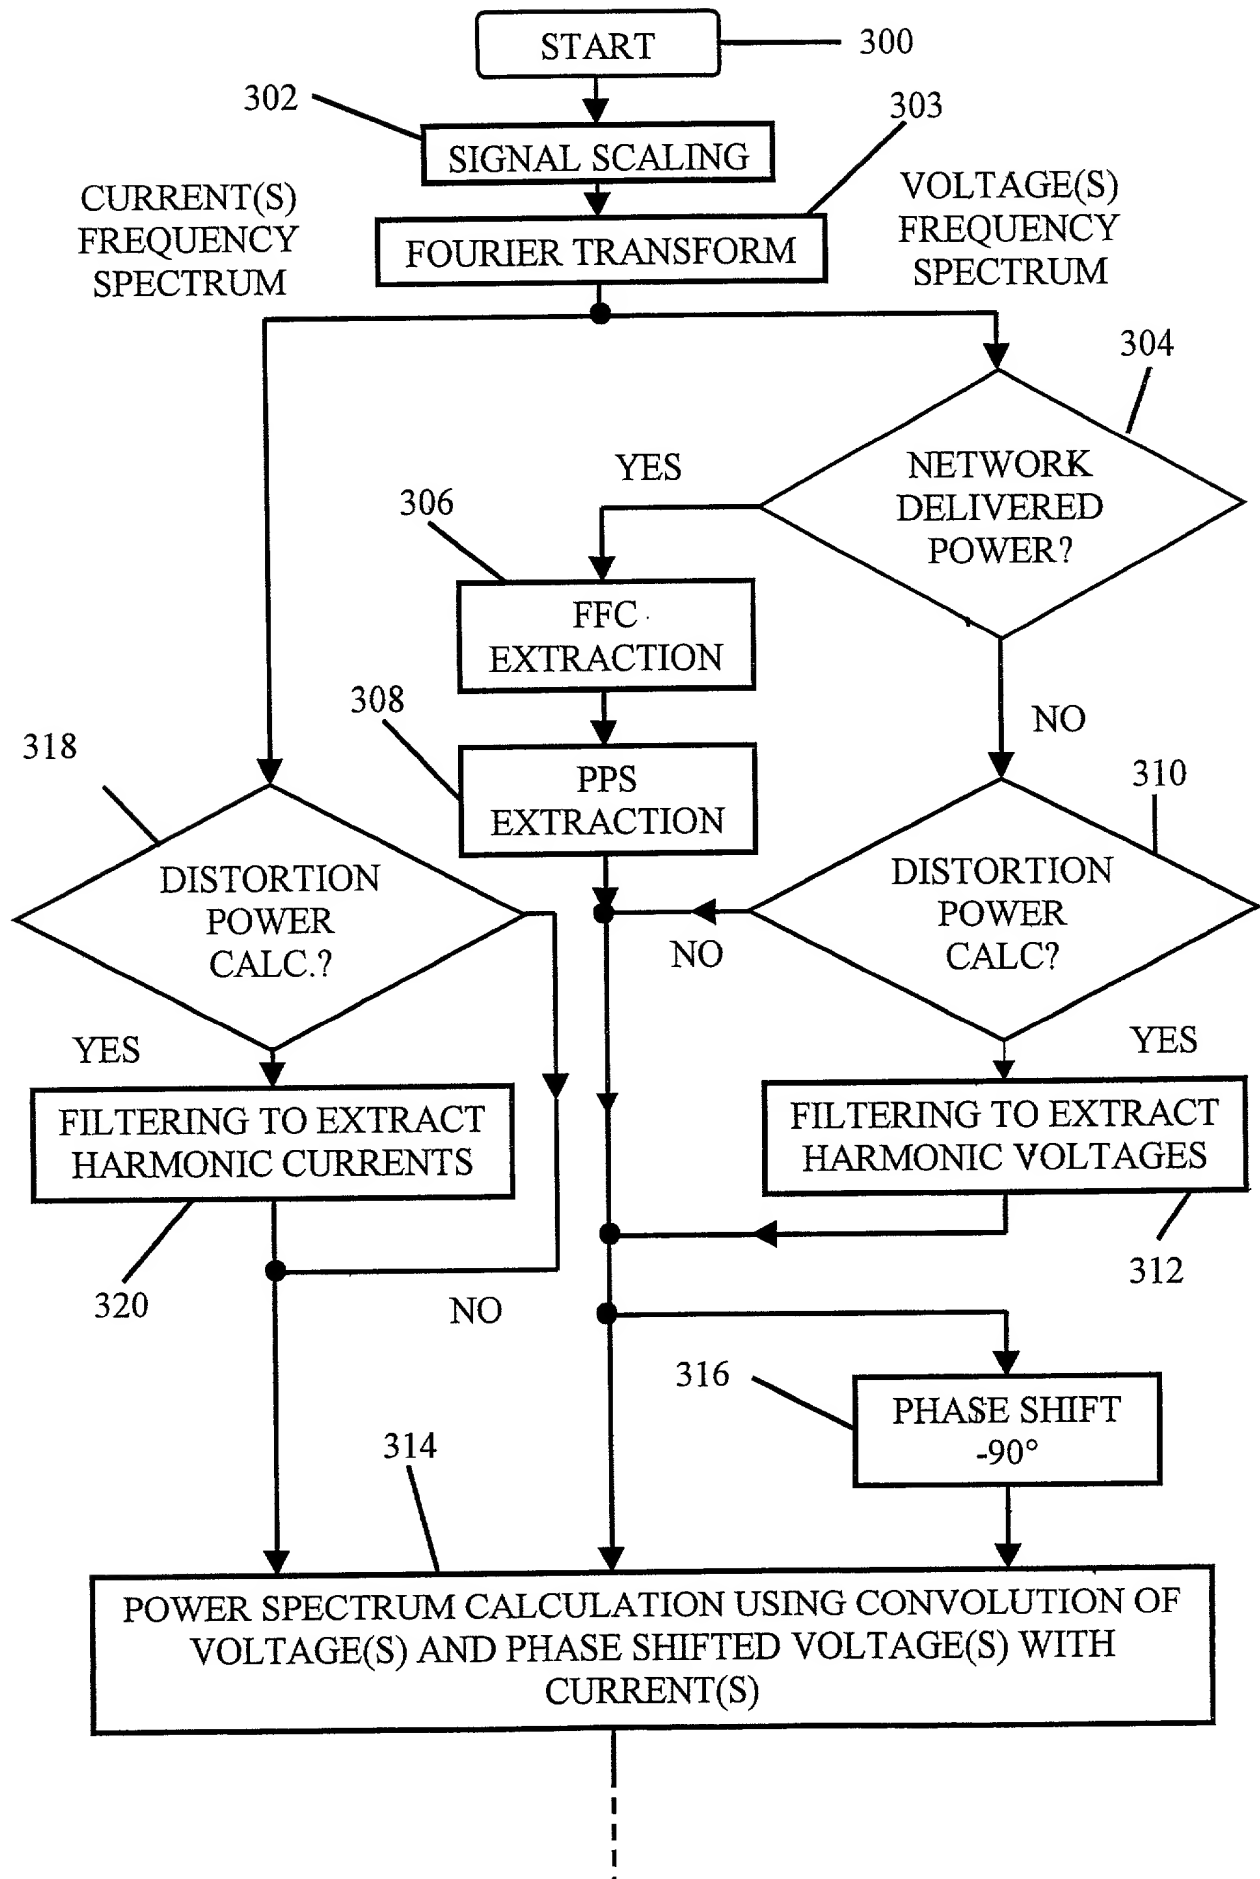 START
300
302
303
SIGNAL SCALING
CURRENT(S)
FREQUENCY
SPECTRUM
VOLTAGE(S)
FREQUENCY
SPECTRUM
FOURIER TRANSFORM
304
YES
NETWORK
DELIVERED
POWER?
306
FFC
EXTRACTION
308
NO
318
PPS
EXTRACTION
310
DISTORTION
POWER
CALC.?
DISTORTION
POWER
CALC?
NO
YES
YES
FILTERING TO EXTRACT
HARMONIC CURRENTS
FILTERING TO EXTRACT
HARMONIC VOLTAGES
320
NO
312
316
PHASE SHIFT
-90°
314
POWER SPECTRUM CALCULATION USING CONVOLUTION OF
VOLTAGE(S) AND PHASE SHIFTED VOLTAGE(S) WITH
CURRENT(S)